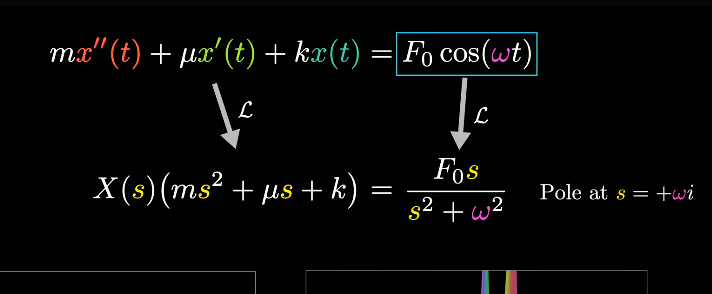 mx''(t) + μx'(t) + kx(t) = F₀ cos(ωt)
ℒ ℒ
X(s)(ms² + μs + k) = F₀s / (s² + ω²) Pole at s = +ωi